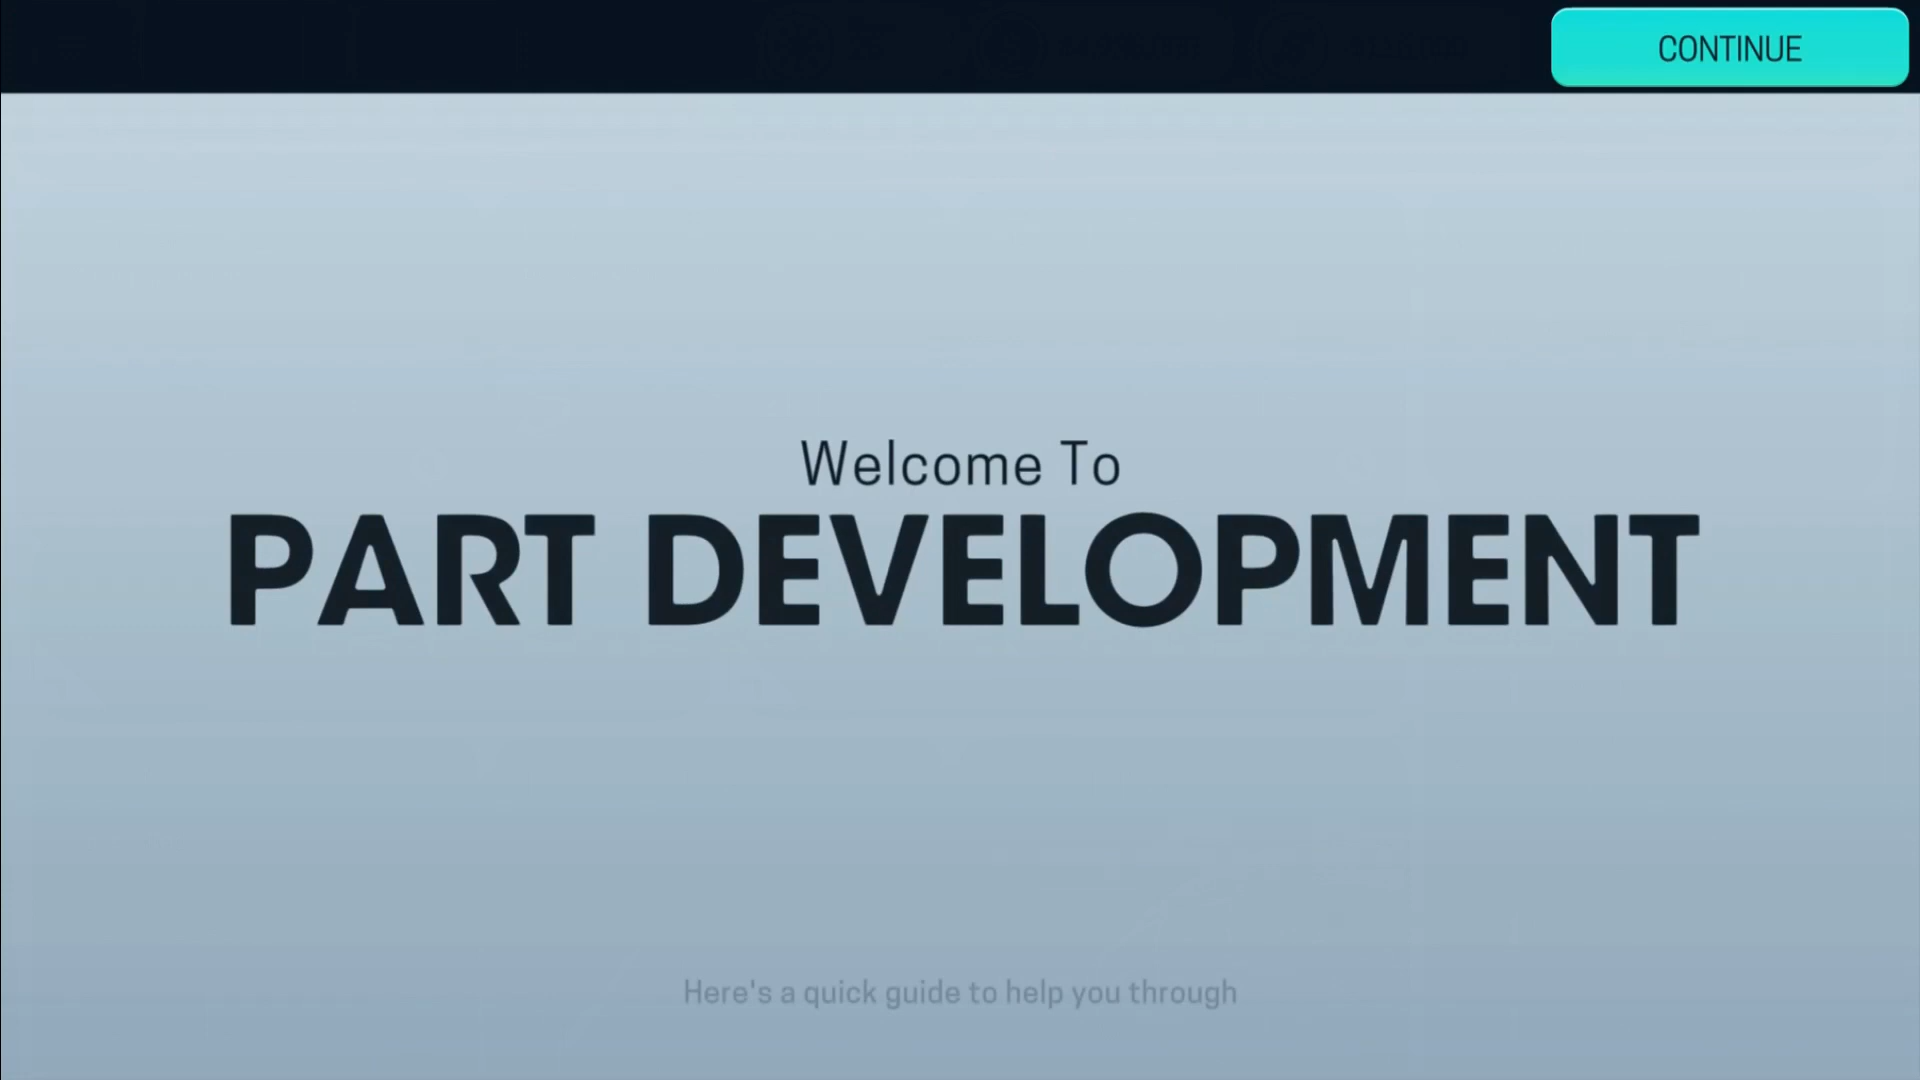 CONTINUE
Welcome To
PART DEVELOPMENT
Here's a quick guide to help you through